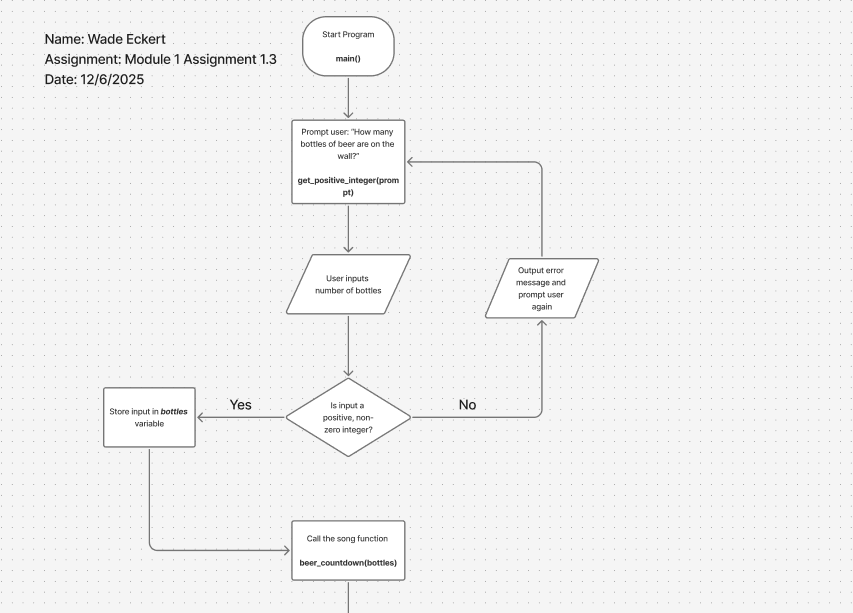 Name: Wade Eckert
Assignment: Module 1 Assignment 1.3
Date: 12/6/2025
Start Program
main()
Prompt user: "How many
bottles of beer are on the
wall?"
get_positive_integer(prom
pt)
User inputs
number of bottles
Output error
message and
prompt user
again
Is input a
positive, non-
zero integer?
Yes
No
Store input in bottles
variable
Call the song function
beer_countdown(bottles)